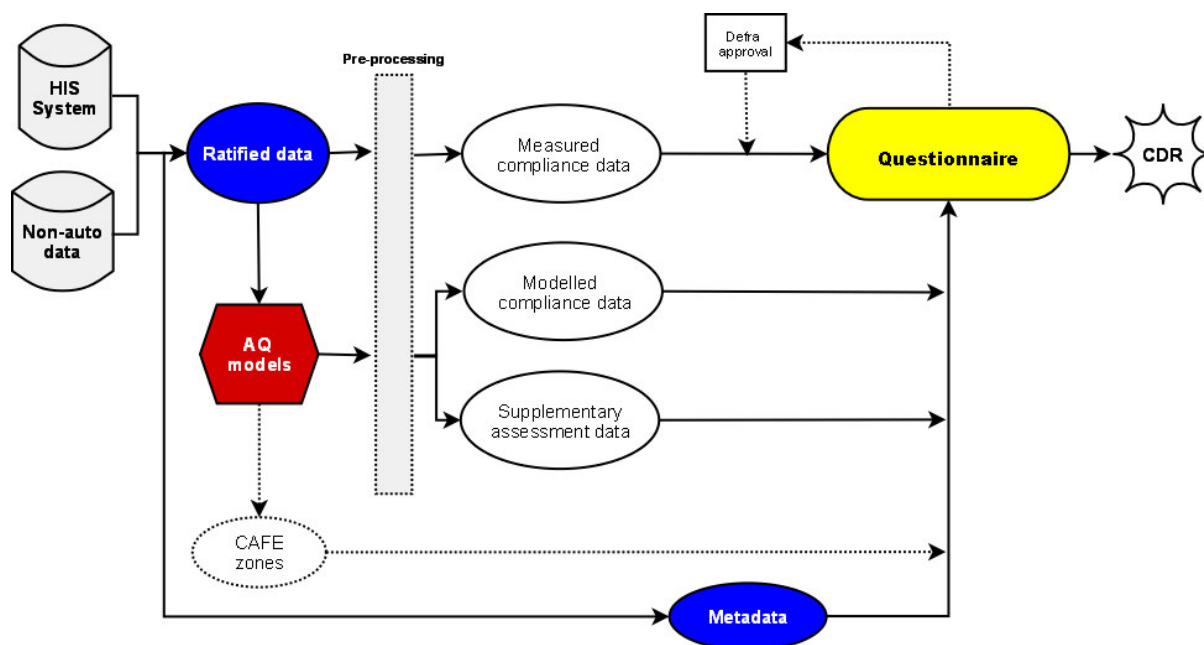 Defra
approval
Pre-processing
HIS
System
Ratified data
Measured
compliance data
Questionnaire
CDR
Non-auto
data
Modelled
compliance data
AQ
models
Supplementary
assessment data
CAFE
zones
Metadata